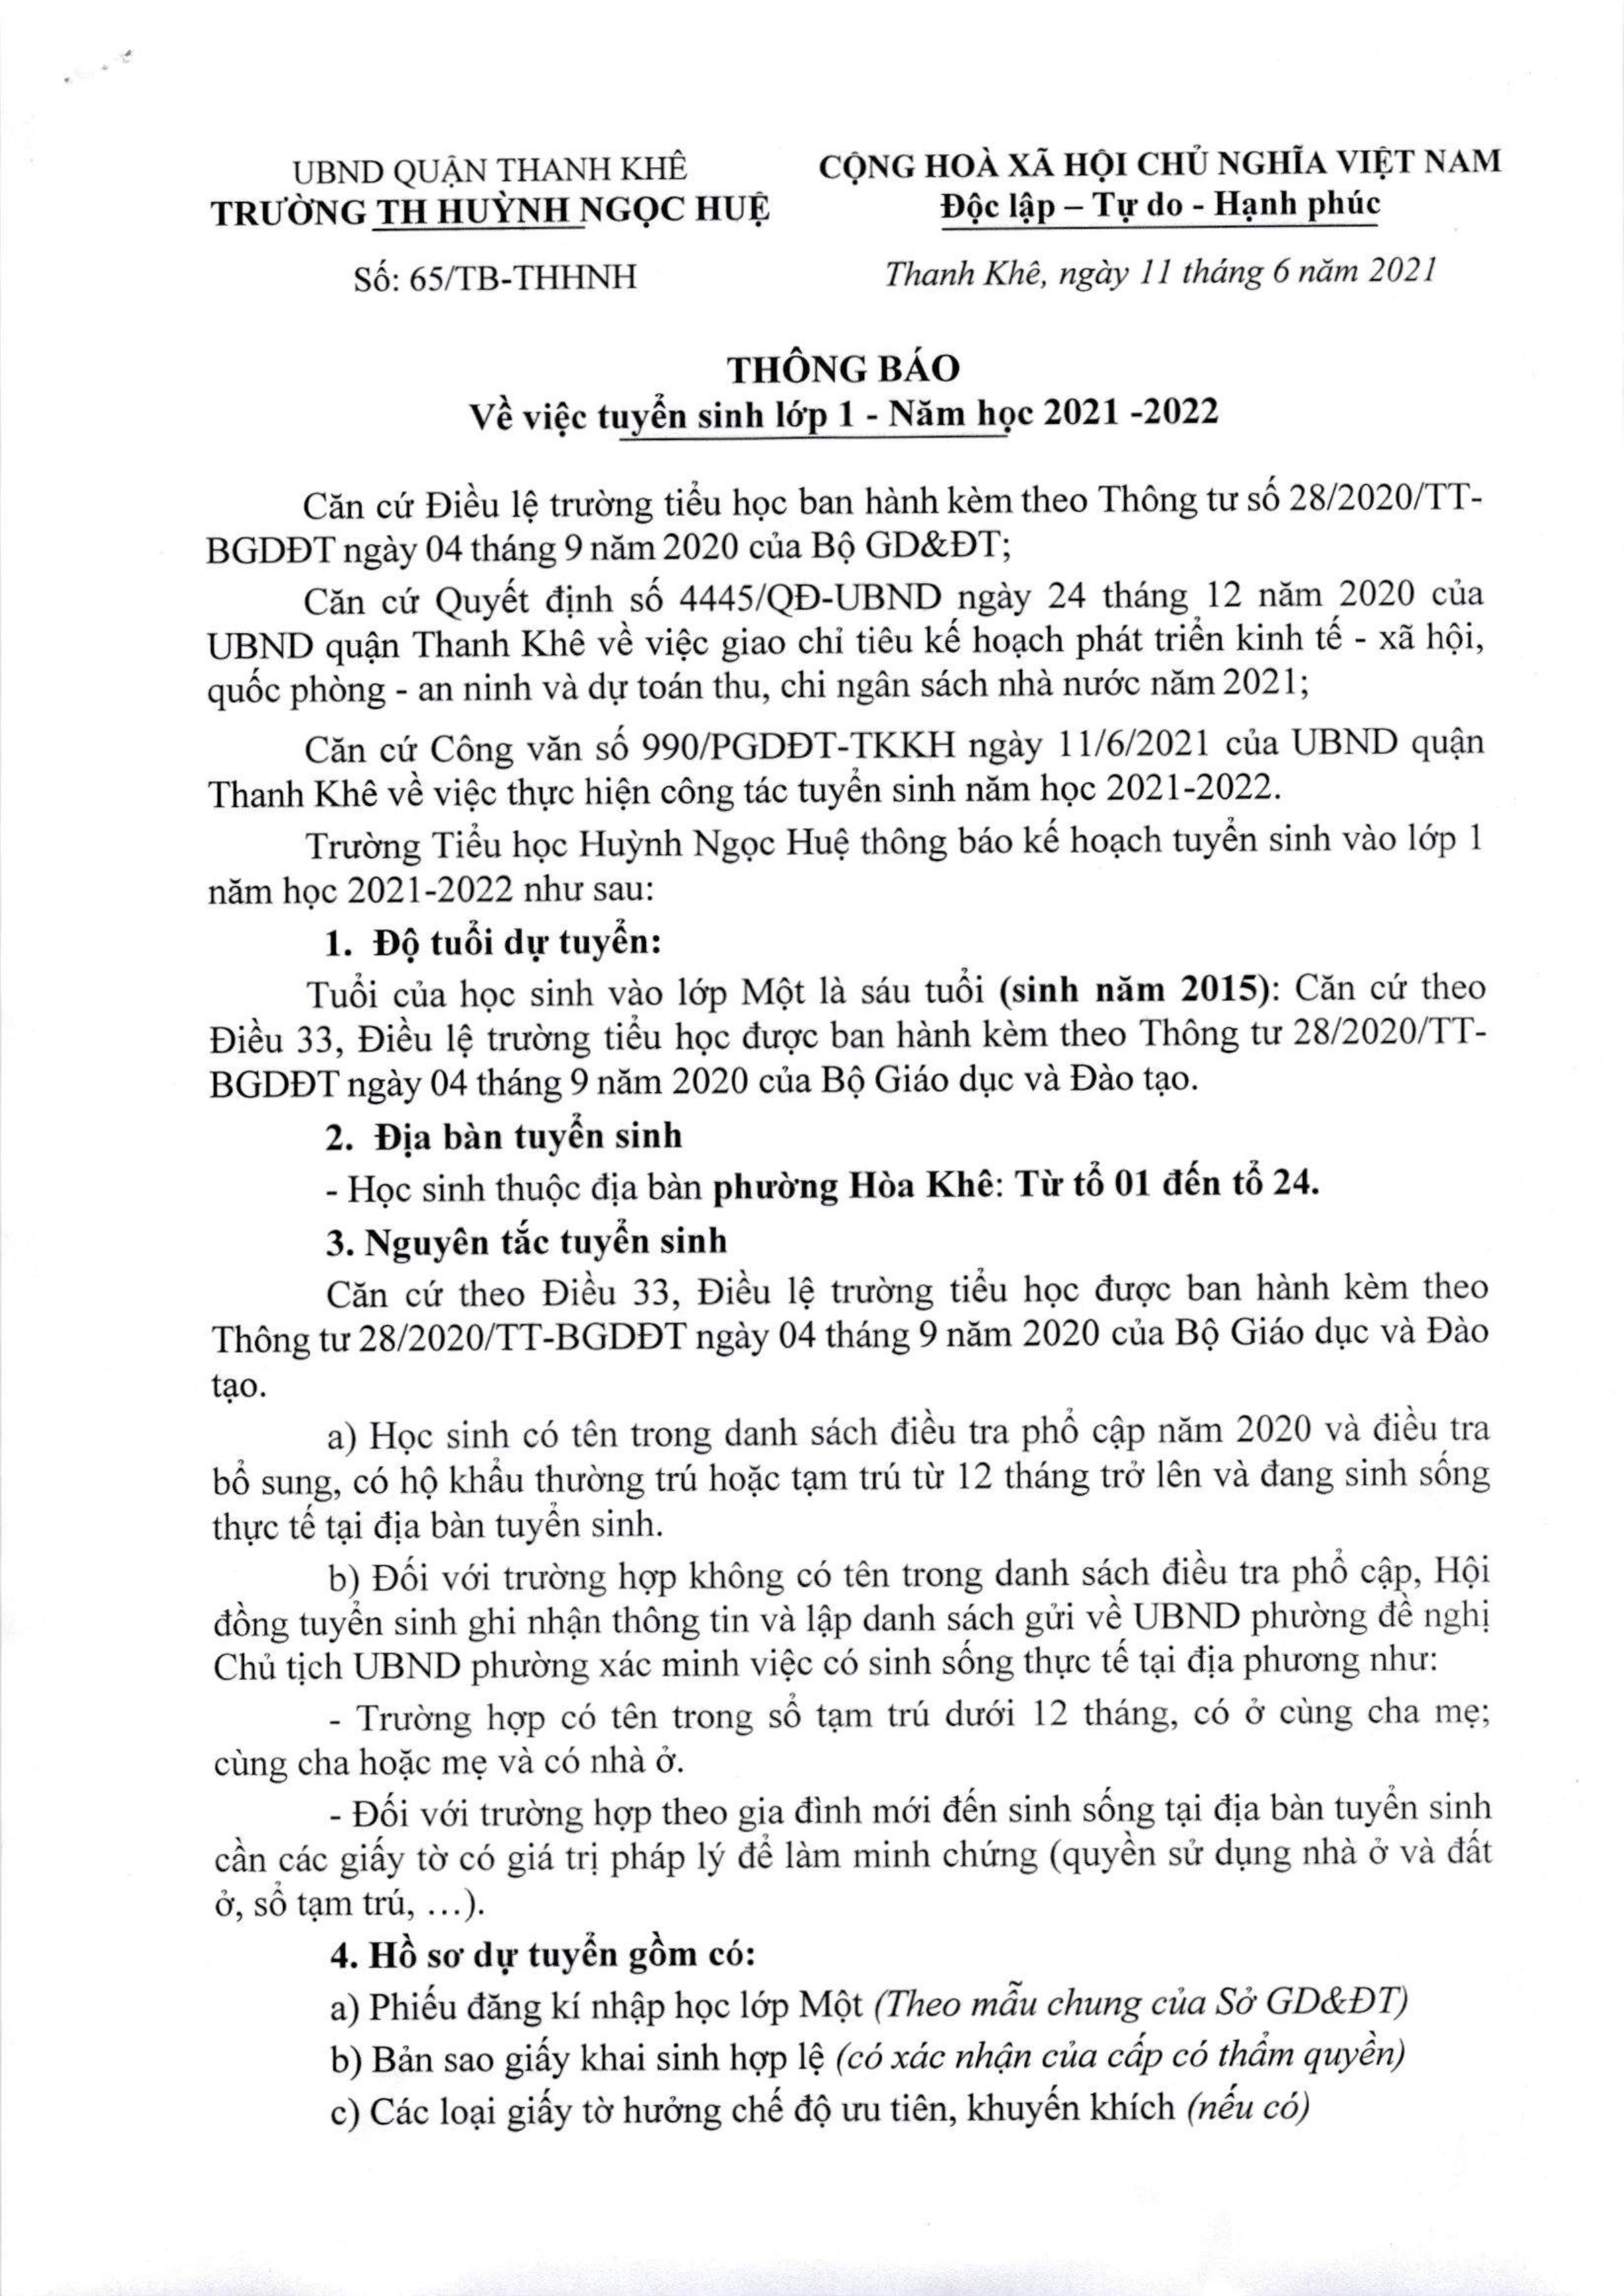 UBND QUẬN THANH KHÊ
TRƯỜNG TH HUỲNH NGỌC HUỆ
Số: 65/TB-THHNH
CỘNG HOÀ XÃ HỘI CHỦ NGHĨA VIỆT NAM
Độc lập – Tự do - Hạnh phúc
Thanh Khê, ngày 11 tháng 6 năm 2021
THÔNG BÁO
Về việc tuyển sinh lớp 1 - Năm học 2021 -2022
Căn cứ Điều lệ trường tiểu học ban hành kèm theo Thông tư số 28/2020/TT-
BGDĐT ngày 04 tháng 9 năm 2020 của Bộ GD&ĐT;
Căn cứ Quyết định số 4445/QĐ-UBND ngày 24 tháng 12 năm 2020 của
UBND quận Thanh Khê về việc giao chỉ tiêu kế hoạch phát triển kinh tế - xã hội,
quốc phòng - an ninh và dự toán thu, chi ngân sách nhà nước năm 2021;
Căn cứ Công văn số 990/PGDĐT-TKKH ngày 11/6/2021 của UBND quận
Thanh Khê về việc thực hiện công tác tuyển sinh năm học 2021-2022.
Trường Tiểu học Huỳnh Ngọc Huệ thông báo kế hoạch tuyển sinh vào lớp 1
năm học 2021-2022 như sau:
1. Độ tuổi dự tuyển:
Tuổi của học sinh vào lớp Một là sáu tuổi (sinh năm 2015): Căn cứ theo
Điều 33, Điều lệ trường tiểu học được ban hành kèm theo Thông tư 28/2020/TT-
BGDĐT ngày 04 tháng 9 năm 2020 của Bộ Giáo dục và Đào tạo.
2. Địa bàn tuyển sinh
- Học sinh thuộc địa bàn phường Hòa Khê: Từ tổ 01 đến tổ 24.
3. Nguyên tắc tuyển sinh
Căn cứ theo Điều 33, Điều lệ trường tiểu học được ban hành kèm theo
Thông tư 28/2020/TT-BGDĐT ngày 04 tháng 9 năm 2020 của Bộ Giáo dục và Đào
tạo.
a) Học sinh có tên trong danh sách điều tra phổ cập năm 2020 và điều tra
bổ sung, có hộ khẩu thường trú hoặc tạm trú từ 12 tháng trở lên và đang sinh sống
thực tế tại địa bàn tuyển sinh.
b) Đối với trường hợp không có tên trong danh sách điều tra phổ cập, Hội
đồng tuyển sinh ghi nhận thông tin và lập danh sách gửi về UBND phường đề nghị
Chủ tịch UBND phường xác minh việc có sinh sống thực tế tại địa phương như:
- Trường hợp có tên trong sổ tạm trú dưới 12 tháng, có ở cùng cha mẹ;
cùng cha hoặc mẹ và có nhà ở.
- Đối với trường hợp theo gia đình mới đến sinh sống tại địa bàn tuyển sinh
cần các giấy tờ có giá trị pháp lý để làm minh chứng (quyền sử dụng nhà ở và đất
ở, sổ tạm trú, ...).
4. Hồ sơ dự tuyển gồm có:
a) Phiếu đăng kí nhập học lớp Một (Theo mẫu chung của Sở GD&ĐT)
b) Bản sao giấy khai sinh hợp lệ (có xác nhận của cấp có thẩm quyền)
c) Các loại giấy tờ hưởng chế độ ưu tiên, khuyến khích (nếu có)